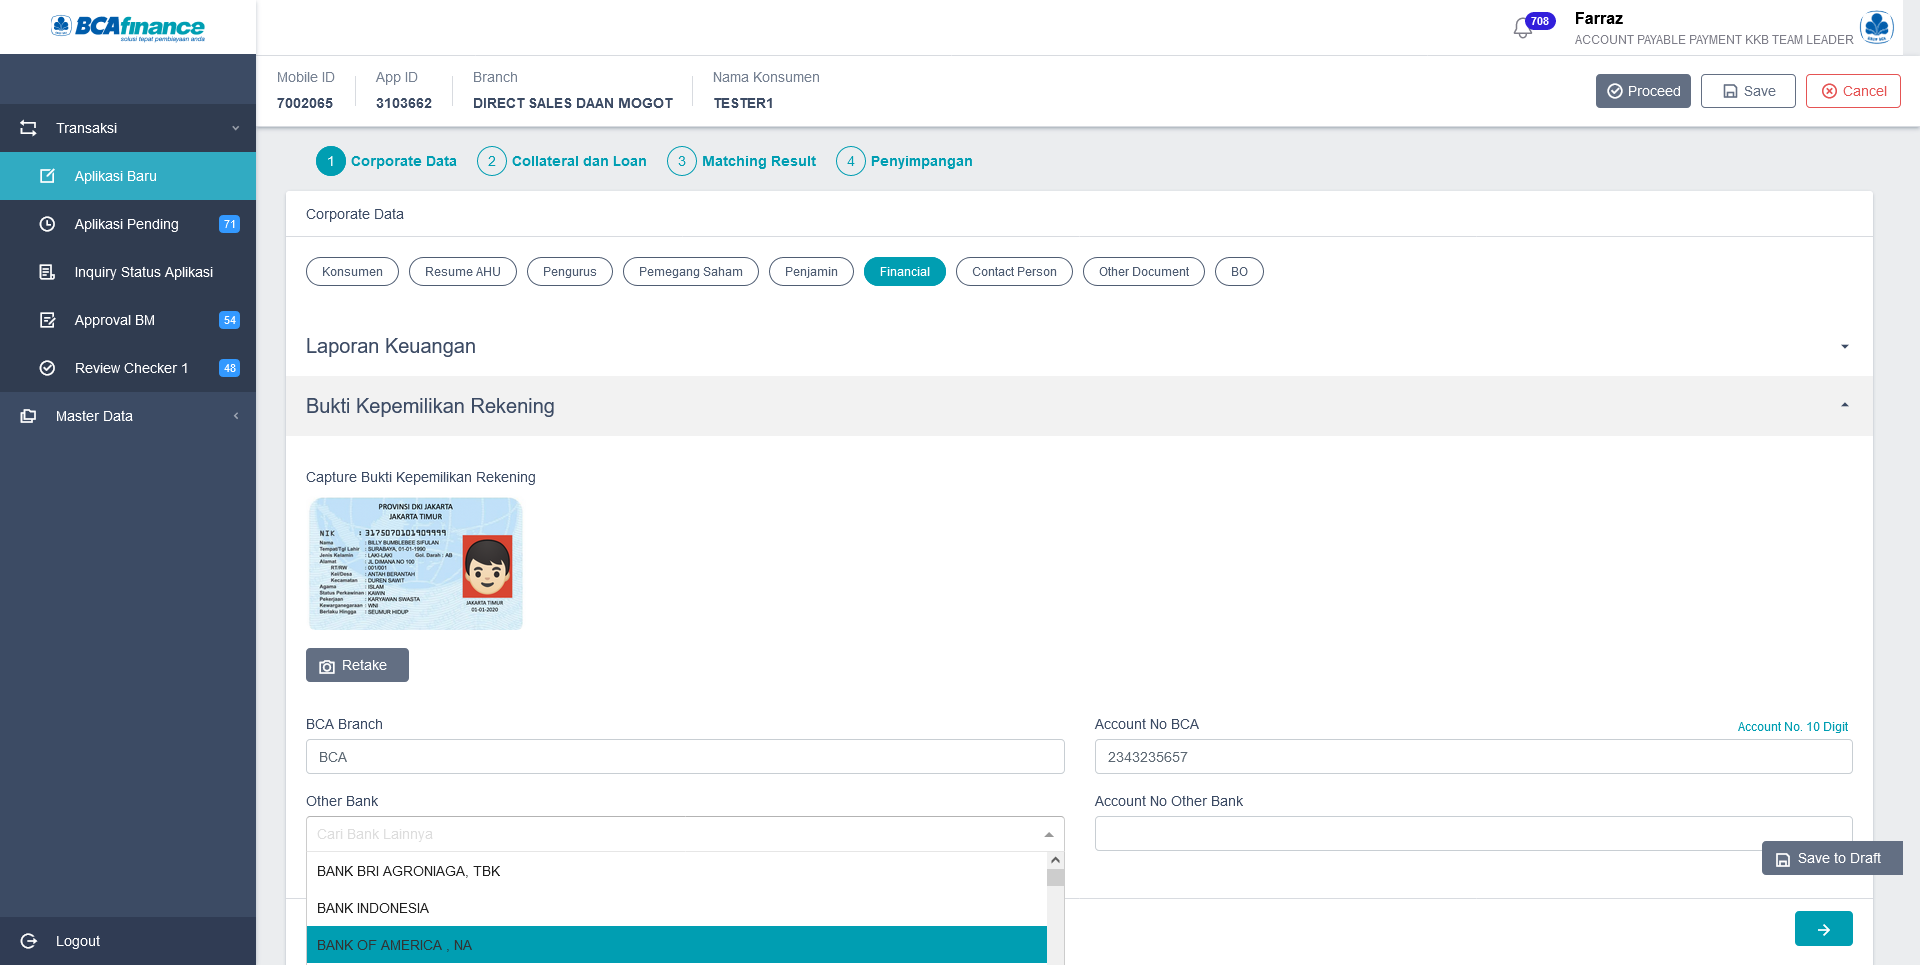 BCAfinance
solusi tepat pembiayaan anda
708
Farraz
ACCOUNT PAYABLE PAYMENT KKB TEAM LEADER
Mobile ID
7002065
App ID
3103662
Branch
DIRECT SALES DAAN MOGOT
Nama Konsumen
TESTER1
Proceed
Save
Cancel
Transaksi
Aplikasi Baru
Aplikasi Pending 71
Inquiry Status Aplikasi
Approval BM 54
Review Checker 1 48
Master Data
Logout
1 Corporate Data 2 Collateral dan Loan 3 Matching Result 4 Penyimpangan
Corporate Data
Konsumen Resume AHU Pengurus Pemegang Saham Penjamin Financial Contact Person Other Document BO
Laporan Keuangan
Bukti Kepemilikan Rekening
Capture Bukti Kepemilikan Rekening
PROVINSI DKI JAKARTA
JAKARTA TIMUR
NIK : 3175070101909999
Nama : BILLY BUMBLEBEE SIFULAN
Tempat/Tgl Lahir : SURABAYA, 01-01-1990
Jenis Kelamin : LAKI-LAKI Gol. Darah : AB
Alamat : JL DIMANA NO 100
RT/RW : 001/001
Kel/Desa : ANTAH BERANTAH
Kecamatan : DUREN SAWIT
Agama : ISLAM
Status Perkawinan : KAWIN
Pekerjaan : KARYAWAN SWASTA
Kewarganegaraan : WNI
Berlaku Hingga : SEUMUR HIDUP
JAKARTA TIMUR
01-01-2020
Retake
BCA Branch
BCA
Account No BCA
Account No. 10 Digit
2343235657
Other Bank
Cari Bank Lainnya
Account No Other Bank
BANK BRI AGRONIAGA, TBK
BANK INDONESIA
BANK OF AMERICA , NA
Save to Draft